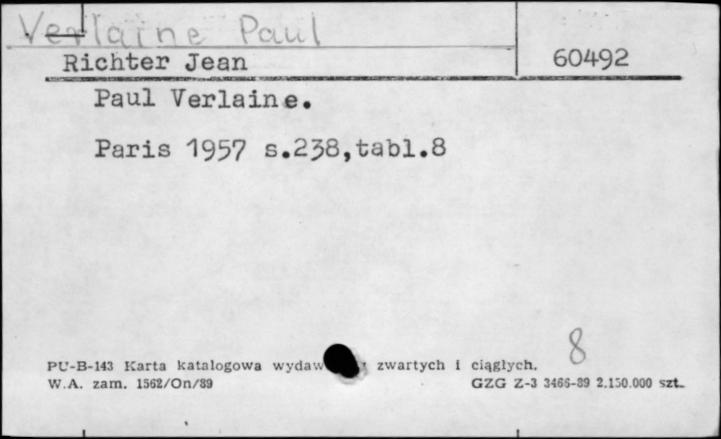 Verlaine Paul
Richter Jean 60492
Paul Verlaine.
Paris 1957 s.238,tabl.8
8
PU-B-143 Karta katalogowa zwartych i ciągłych.
W.A. zam. 1562/On/89 GZG Z-3 3466-89 2.150.000 szt.